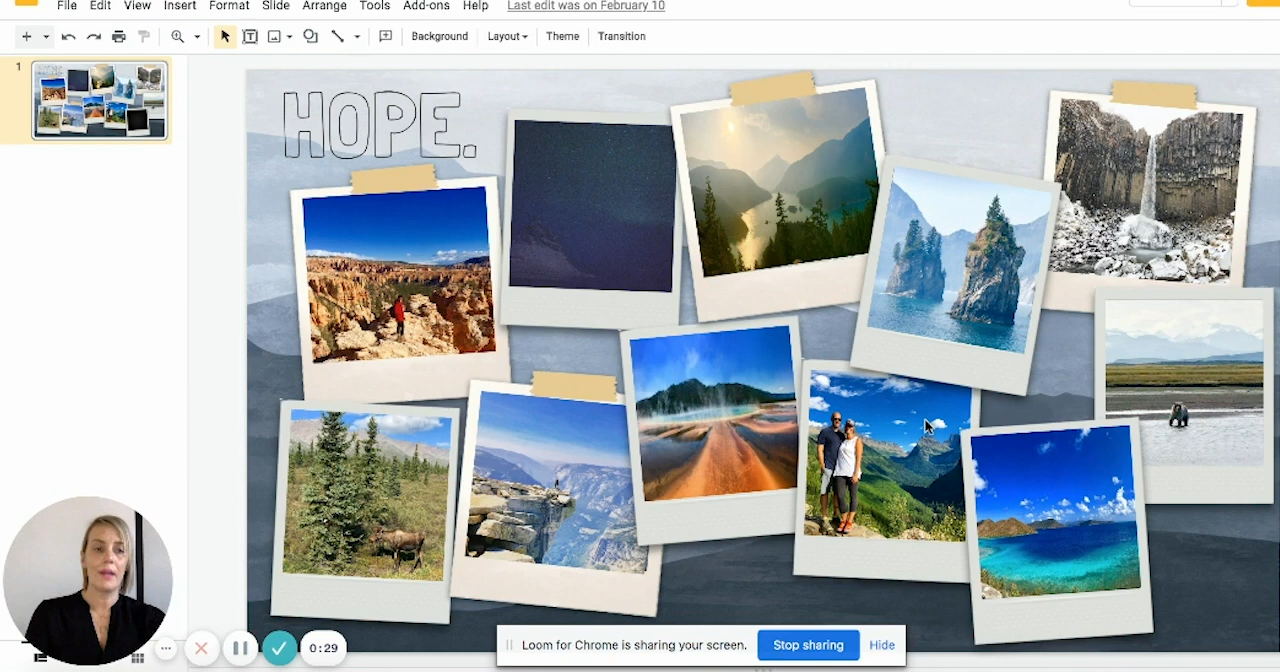 File Edit View Insert Format Slide Arrange Tools Add-ons Help Last edit was on February 10
Background Layout Theme Transition
1
HOPE.
0:29
Loom for Chrome is sharing your screen. Stop sharing Hide